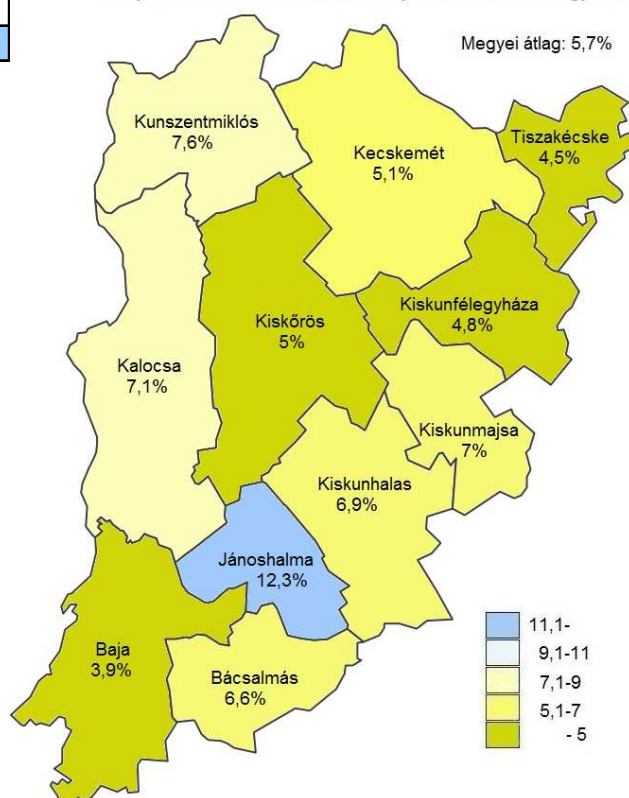 Megyei átlag: 5,7%
Kunszentmiklós
7,6%
Kecskemét
5,1%
Tiszakécske
4,5%
Kiskunfélegyháza
4,8%
Kiskőrös
5%
Kalocsa
7,1%
Kiskunmajsa
7%
Kiskunhalas
6,9%
Jánoshalma
12,3%
Baja
3,9%
Bácsalmás
6,6%
11,1-
9,1-11
7,1-9
5,1-7
- 5